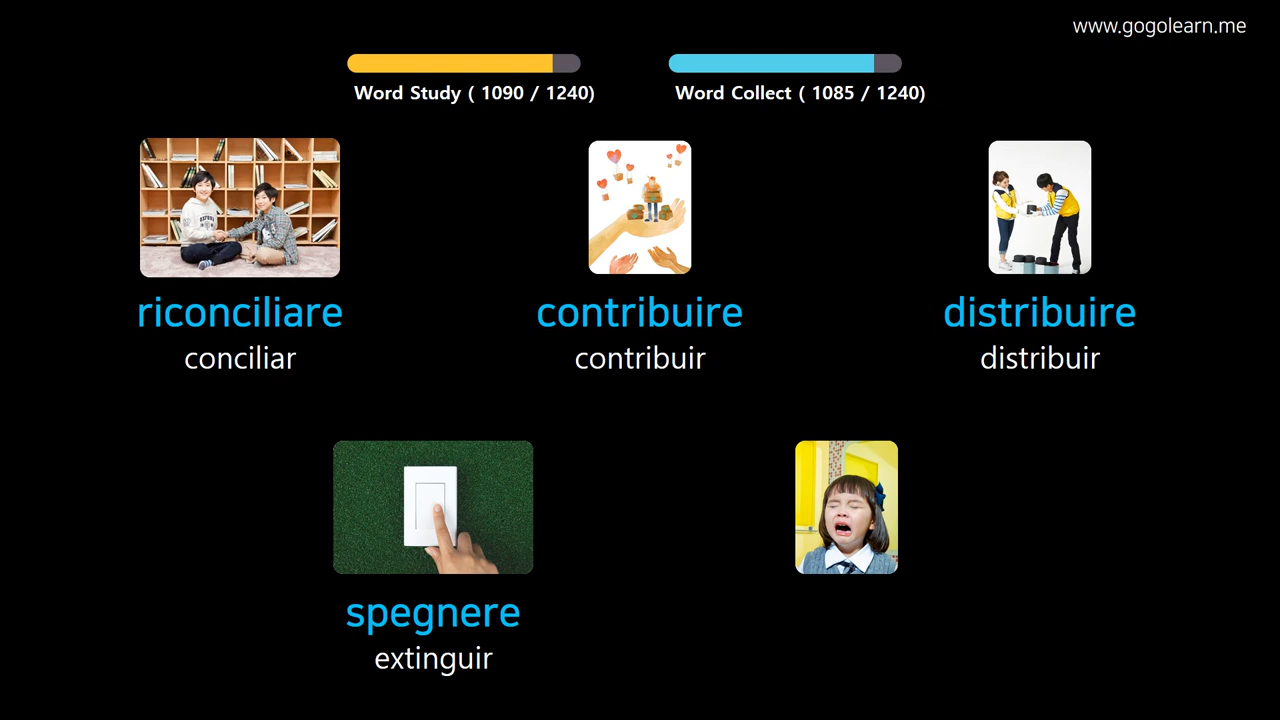 www.gogolearn.me
Word Study ( 1090 / 1240)
Word Collect ( 1085 / 1240)
riconciliare
conciliar
contribuire
contribuir
distribuire
distribuir
spegnere
extinguir